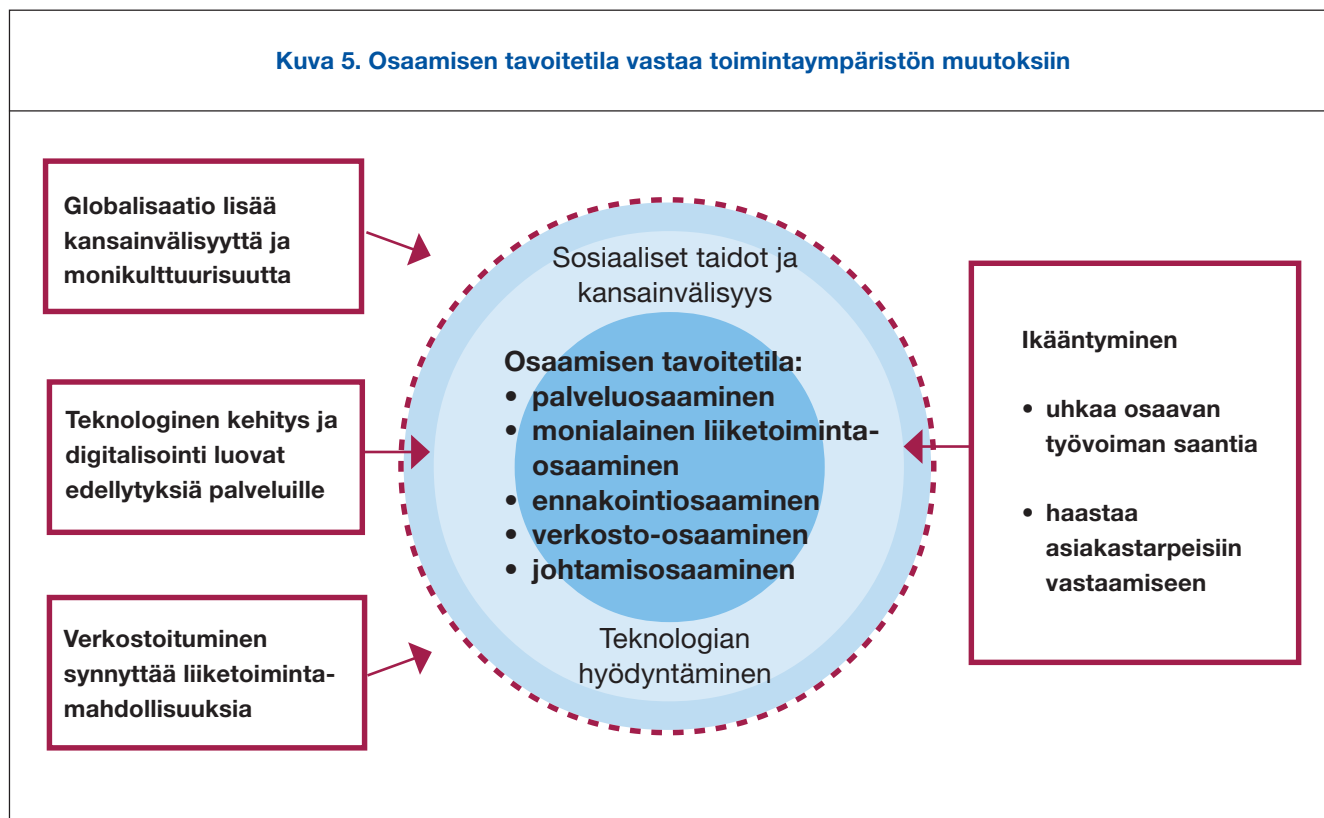 Kuva 5. Osaamisen tavoitetila vastaa toimintaympäristön muutoksiin
Globalisaatio lisää
kansainvälisyyttä ja
monikulttuurisuutta
Teknologinen kehitys ja
digitalisointi luovat
edellytyksiä palveluille
Verkostoituminen
synnyttää liiketoiminta-
mahdollisuuksia
Sosiaaliset taidot ja
kansainvälisyys
Osaamisen tavoitetila:
• palveluosaaminen
• monialainen liiketoiminta-
osaaminen
• ennakointiosaaminen
• verkosto-osaaminen
• johtamisosaaminen
Teknologian
hyödyntäminen
Ikääntyminen
• uhkaa osaavan
työvoiman saantia
• haastaa
asiakastarpeisiin
vastaamiseen